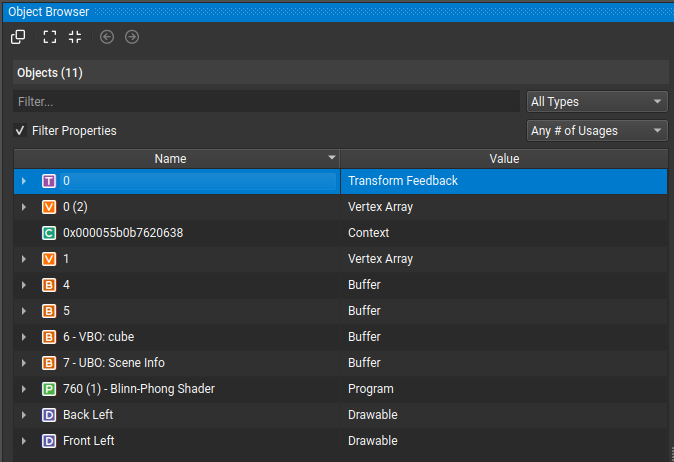 Object Browser
Objects (11)
Filter... All Types
Filter Properties Any # of Usages
Name Value
T 0 Transform Feedback
V 0 (2) Vertex Array
C 0x000055b0b7620638 Context
V 1 Vertex Array
B 4 Buffer
B 5 Buffer
B 6 - VBO: cube Buffer
B 7 - UBO: Scene Info Buffer
P 760 (1) - Blinn-Phong Shader Program
D Back Left Drawable
D Front Left Drawable